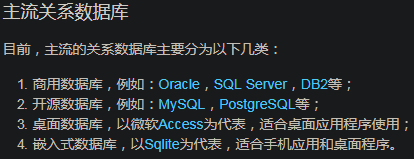 主流关系数据库
目前，主流的关系数据库主要分为以下几类：
1. 商用数据库，例如：Oracle，SQL Server，DB2等；
2. 开源数据库，例如：MySQL，PostgreSQL等；
3. 桌面数据库，以微软Access为代表，适合桌面应用程序使用；
4. 嵌入式数据库，以Sqlite为代表，适合手机应用和桌面程序。